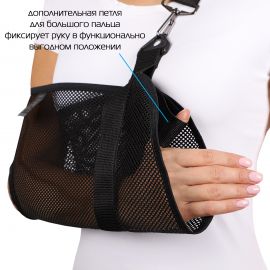 дополнительная петля
для большого пальца
фиксирует руку в функционально
выгодном положении